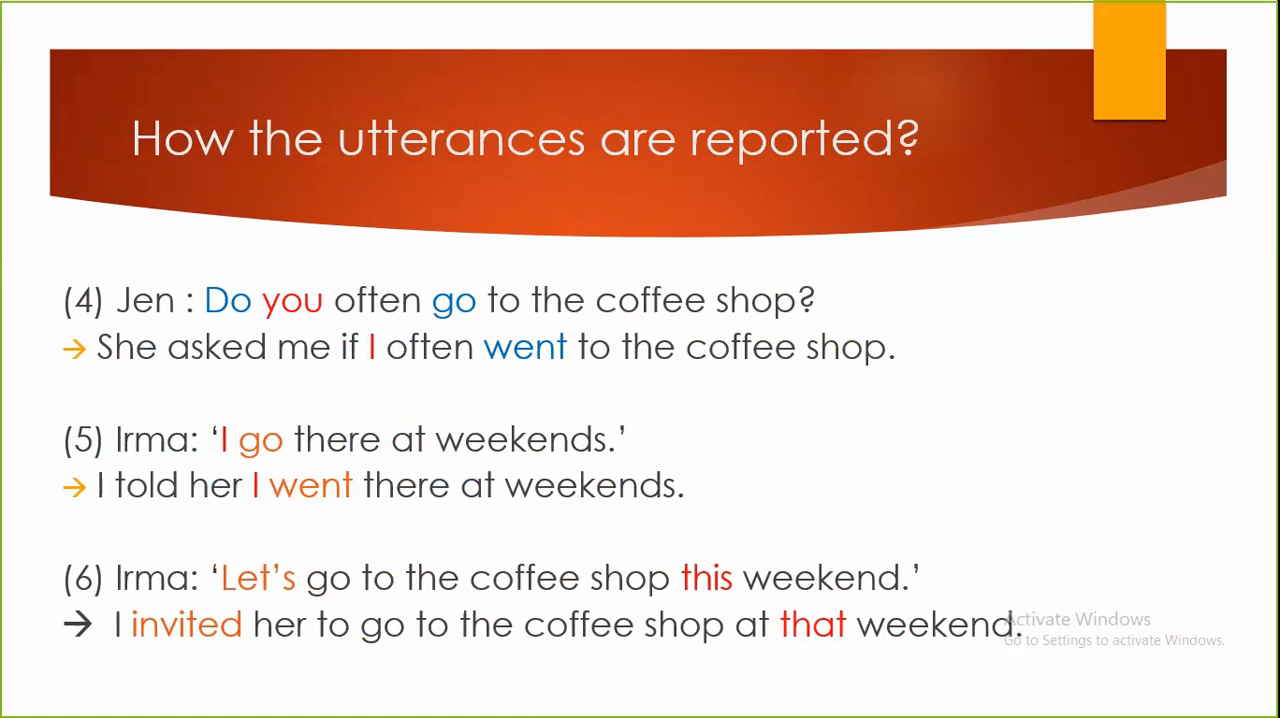 How the utterances are reported?
(4) Jen : Do you often go to the coffee shop?
→ She asked me if I often went to the coffee shop.
(5) Irma: ‘I go there at weekends.’
→ I told her I went there at weekends.
(6) Irma: ‘Let’s go to the coffee shop this weekend.’
→ I invited her to go to the coffee shop at that weekend.
Activate Windows
Go to Settings to activate Windows.